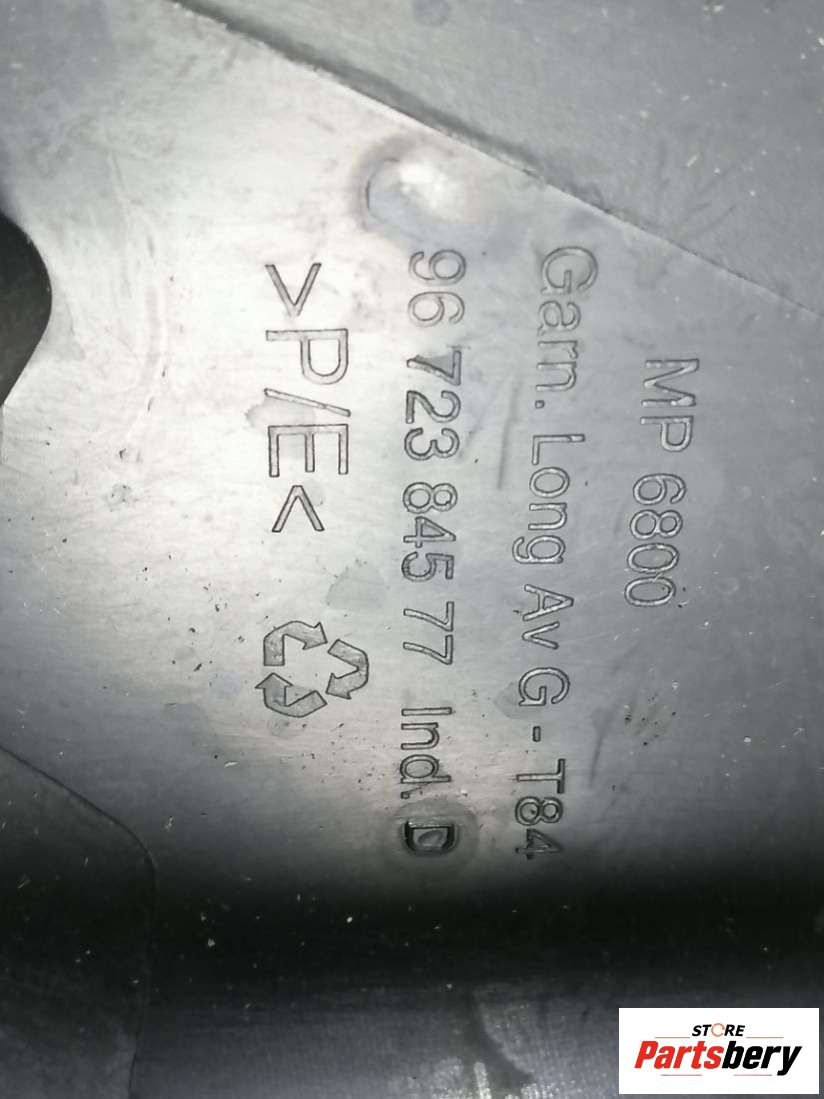 MP 6800
Garn. Long Av G - T84
96 723 845 77 Ind. D
>P/E<
STORE
Partsbery